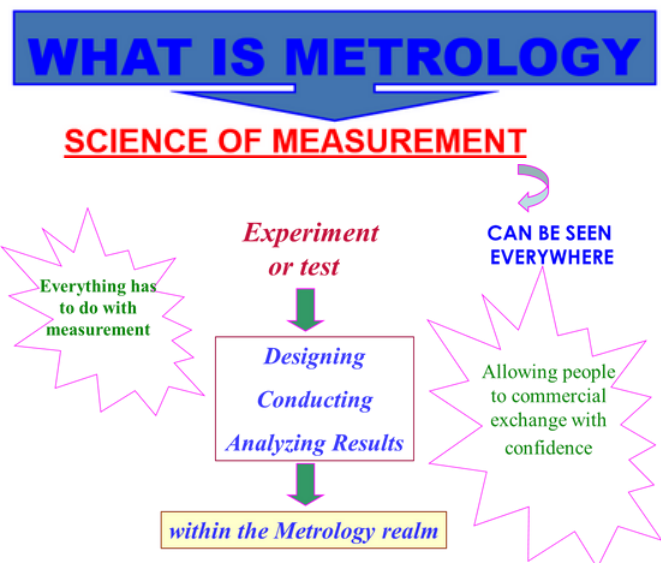 WHAT IS METROLOGY
SCIENCE OF MEASUREMENT
Everything has
to do with
measurement
Experiment
or test
Designing
Conducting
Analyzing Results
within the Metrology realm
CAN BE SEEN
EVERYWHERE
Allowing people
to commercial
exchange with
confidence